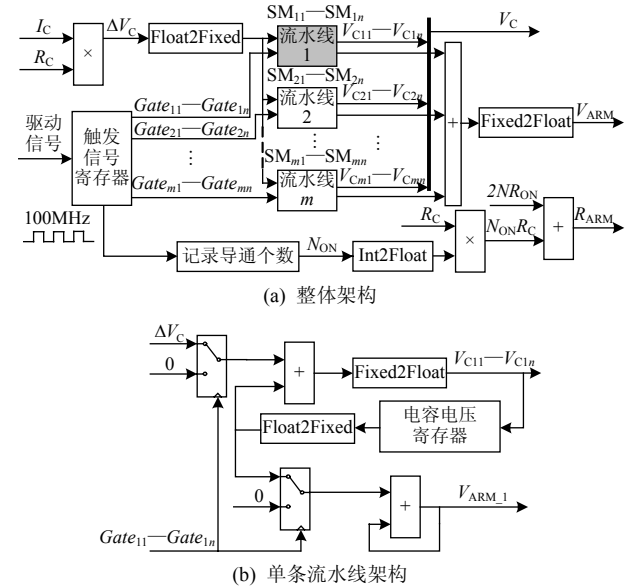 I_C
R_C
×
ΔV_C
Float2Fixed
SM_11—SM_1n
流水线
1
V_C11—V_C1n
V_C
SM_21—SM_2n
流水线
2
V_C21—V_C2n
⋮
⋮
SM_m1—SM_mn
流水线
m
V_Cm1—V_Cmn
+
Fixed2Float
V_ARM
驱动
信号
触发
信号
寄存器
Gate_11—Gate_1n
Gate_21—Gate_2n
⋮
Gate_m1—Gate_mn
100MHz
记录导通个数
N_ON
Int2Float
R_C
×
2NR_ON
N_ONR_C
+
R_ARM
(a) 整体架构
ΔV_C
0
+
Fixed2Float
V_C11—V_C1n
Float2Fixed
电容电压
寄存器
0
+
V_ARM_1
Gate_11—Gate_1n
(b) 单条流水线架构